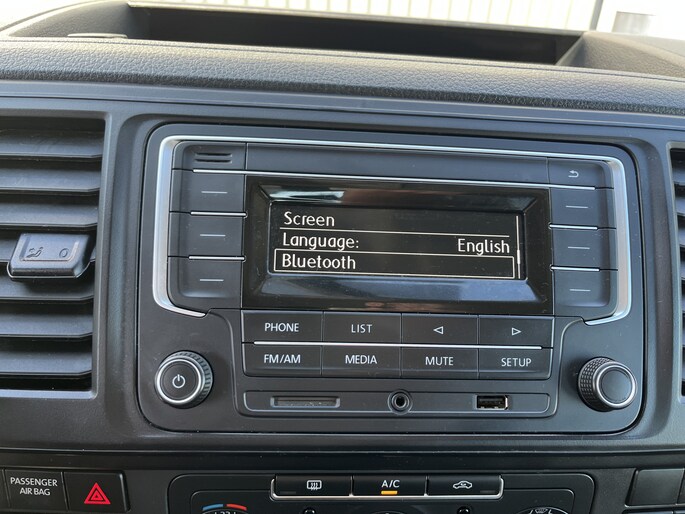 Screen
Language: English
Bluetooth
PHONE LIST
FM/AM MEDIA MUTE SETUP
PASSENGER
AIR BAG
A/C